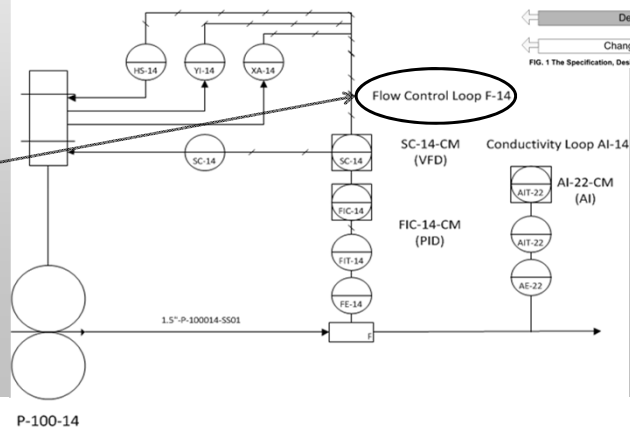 De
Chang
FIG. 1 The Specification, Des
HS-14
YI-14
XA-14
Flow Control Loop F-14
SC-14
SC-14
SC-14-CM
(VFD)
Conductivity Loop AI-14
AIT-22
AI-22-CM
(AI)
FIC-14
FIC-14-CM
(PID)
AIT-22
FIT-14
AE-22
FE-14
1.5"-P-100014-SS01
F
P-100-14